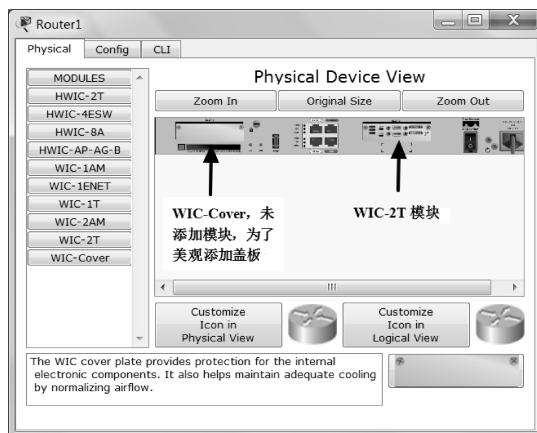 Router1
Physical Config CLI
MODULES
HWIC-2T
HWIC-4ESW
HWIC-8A
HWIC-AP-AG-B
WIC-1AM
WIC-1ENET
WIC-1T
WIC-2AM
WIC-2T
WIC-Cover
Physical Device View
Zoom In Original Size Zoom Out
WIC-Cover，未
添加模块，为了
美观添加盖板
WIC-2T 模块
Customize
Icon in
Physical View
Customize
Icon in
Logical View
The WIC cover plate provides protection for the internal
electronic components. It also helps maintain adequate cooling
by normalizing airflow.